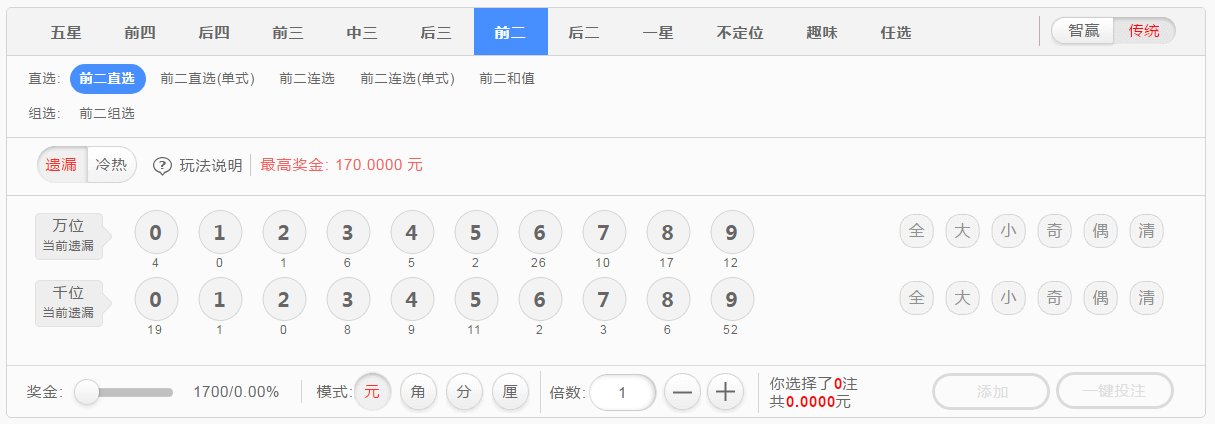 五星 前四 后四 前三 中三 后三 前二 后二 一星 不定位 趣味 任选 智赢 传统
直选: 前二直选 前二直选(单式) 前二连选 前二连选(单式) 前二和值
组选: 前二组选
遗漏 冷热 ? 玩法说明 最高奖金: 170.0000 元
万位 0 1 2 3 4 5 6 7 8 9 全 大 小 奇 偶 清
当前遗漏 4 0 1 6 5 2 26 10 17 12
千位 0 1 2 3 4 5 6 7 8 9 全 大 小 奇 偶 清
当前遗漏 19 1 0 8 9 11 2 3 6 52
奖金: 1700/0.00% 模式: 元 角 分 厘 倍数: 1 — + 你选择了0注 添加 一键投注
共0.0000元